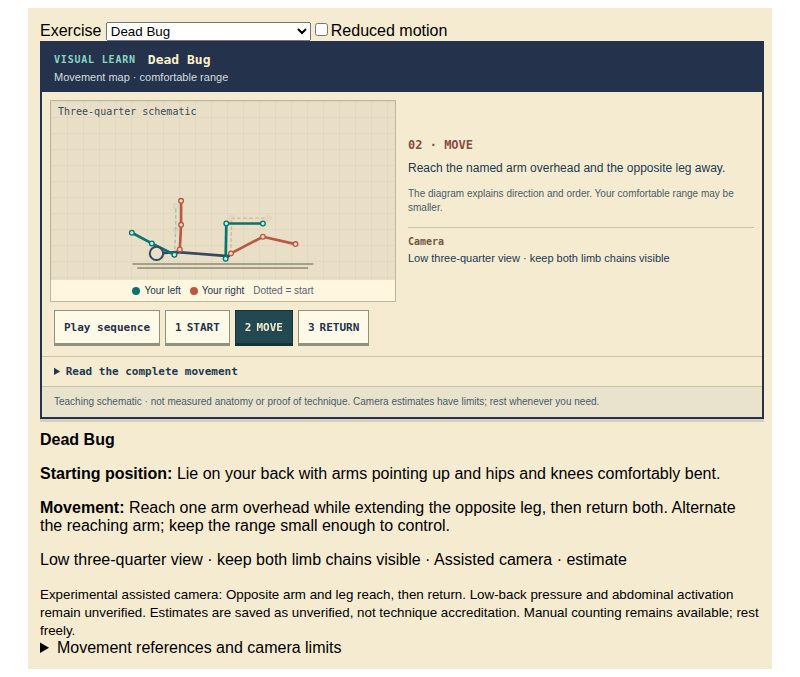 Exercise Dead Bug Reduced motion
VISUAL LEARN Dead Bug
Movement map · comfortable range
Three-quarter schematic
Your left Your right Dotted = start
02 · MOVE
Reach the named arm overhead and the opposite leg away.
The diagram explains direction and order. Your comfortable range may be
smaller.
Camera
Low three-quarter view · keep both limb chains visible
Play sequence 1 START 2 MOVE 3 RETURN
Read the complete movement
Teaching schematic · not measured anatomy or proof of technique. Camera estimates have limits; rest whenever you need.
Dead Bug
Starting position: Lie on your back with arms pointing up and hips and knees comfortably bent.
Movement: Reach one arm overhead while extending the opposite leg, then return both. Alternate
the reaching arm; keep the range small enough to control.
Low three-quarter view · keep both limb chains visible · Assisted camera · estimate
Experimental assisted camera: Opposite arm and leg reach, then return. Low-back pressure and abdominal activation
remain unverified. Estimates are saved as unverified, not technique accreditation. Manual counting remains available; rest
freely.
Movement references and camera limits